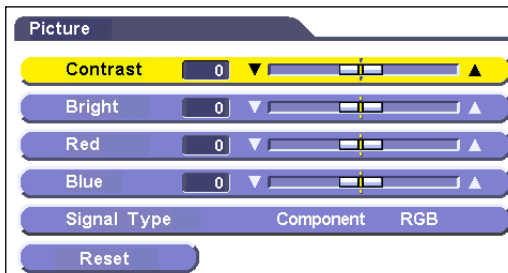 Picture
Contrast 0
Bright 0
Red 0
Blue 0
Signal Type Component RGB
Reset